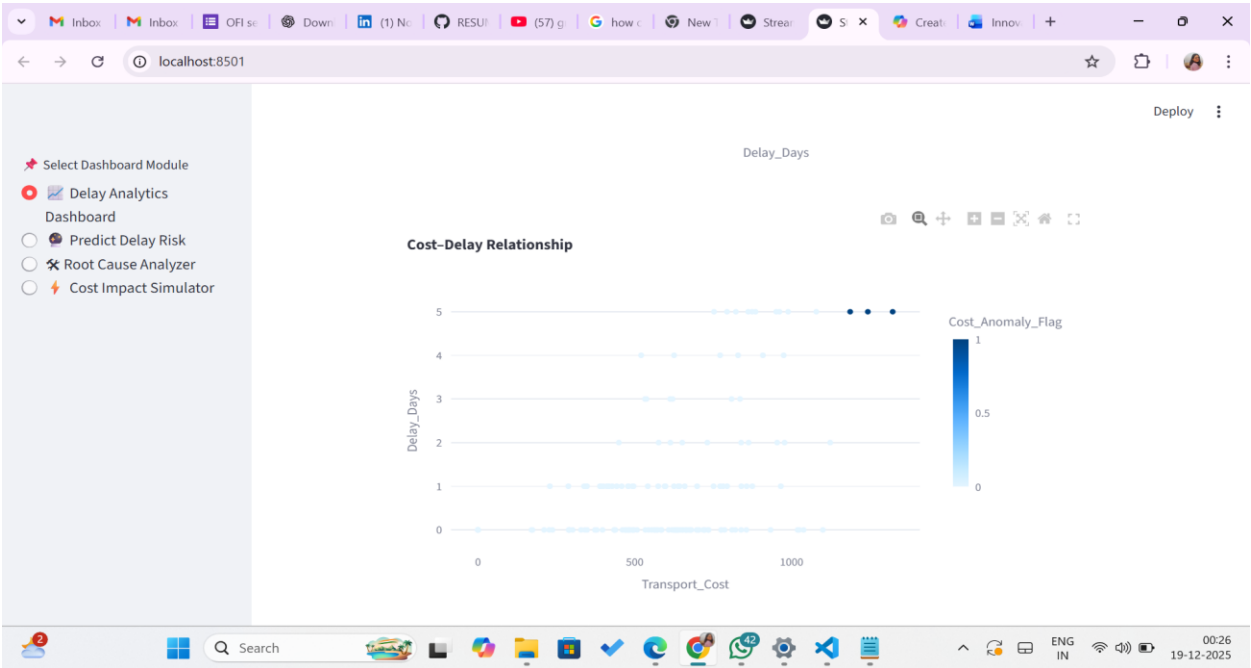 Inbox
Inbox
OFI se
Down
(1) No
RESU
(57) g
how c
New
Strear
S
Creat
Innov
localhost:8501
Deploy
📌 Select Dashboard Module
📈 Delay Analytics
Dashboard
🔮 Predict Delay Risk
🛠 Root Cause Analyzer
⚡ Cost Impact Simulator
Delay_Days
Cost–Delay Relationship
Cost_Anomaly_Flag
1
0.5
0
5
4
3
2
1
0
Delay_Days
0
500
1000
Transport_Cost
2
Search
42
ENG
IN
00:26
19-12-2025